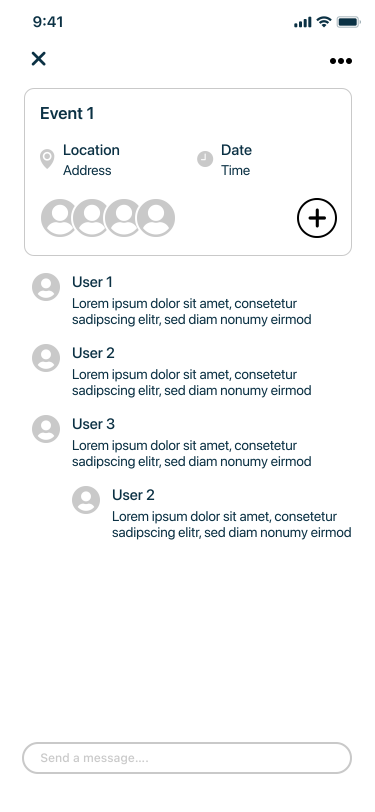 9:41
Event 1
Location
Address
Date
Time
User 1
Lorem ipsum dolor sit amet, consetetur
sadipscing elitr, sed diam nonumy eirmod
User 2
Lorem ipsum dolor sit amet, consetetur
sadipscing elitr, sed diam nonumy eirmod
User 3
Lorem ipsum dolor sit amet, consetetur
sadipscing elitr, sed diam nonumy eirmod
User 2
Lorem ipsum dolor sit amet, consetetur
sadipscing elitr, sed diam nonumy eirmod
Send a message....